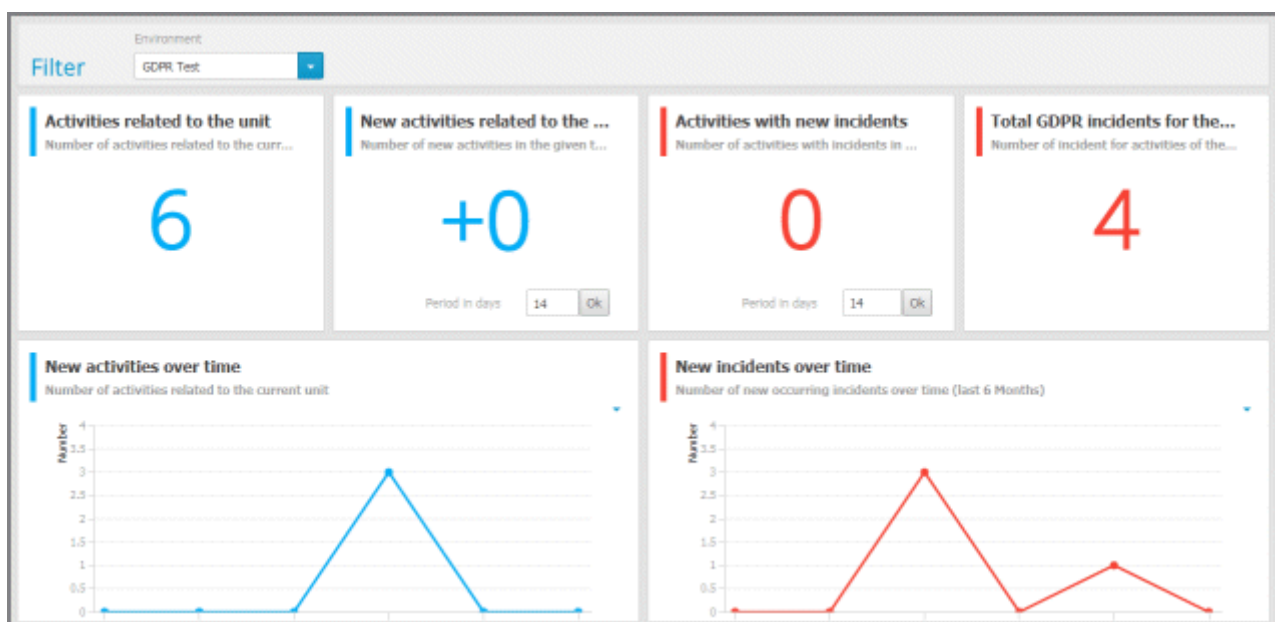 Environment
Filter
GDPR Test
Activities related to the unit
Number of activities related to the curr...
6
New activities related to the ...
Number of new activities in the given t...
+0
Period in days
14
Ok
Activities with new incidents
Number of activities with incidents in ...
0
Period in days
14
Ok
Total GDPR incidents for the...
Number of incident for activities of the...
4
New activities over time
Number of activities related to the current unit
Number
4
3.5
3
2.5
2
1.5
1
0.5
0
New incidents over time
Number of new occurring incidents over time (last 6 Months)
Number
4
3.5
3
2.5
2
1.5
1
0.5
0